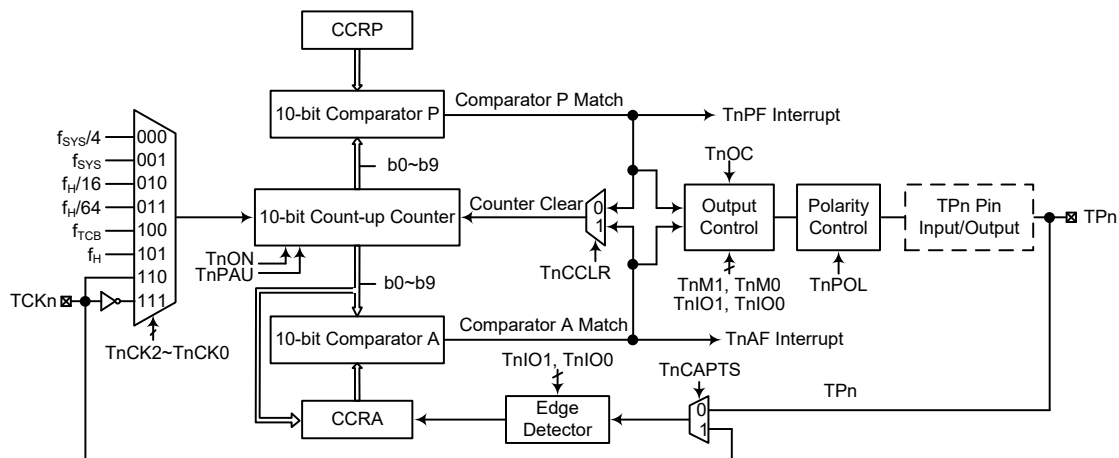 CCRP
10-bit Comparator P
Comparator P Match
TnPF Interrupt
fSYS/4
000
fSYS
001
fH/16
010
fH/64
011
fTCB
100
fH
101
110
111
TCKn
TnCK2~TnCK0
b0~b9
10-bit Count-up Counter
Counter Clear
0
1
TnCCLR
TnON
TnPAU
TnOC
Output
Control
TnM1, TnM0
TnIO1, TnIO0
Polarity
Control
TnPOL
TPn Pin
Input/Output
TPn
b0~b9
10-bit Comparator A
Comparator A Match
TnAF Interrupt
CCRA
TnIO1, TnIO0
Edge
Detector
TnCAPTS
0
1
TPn